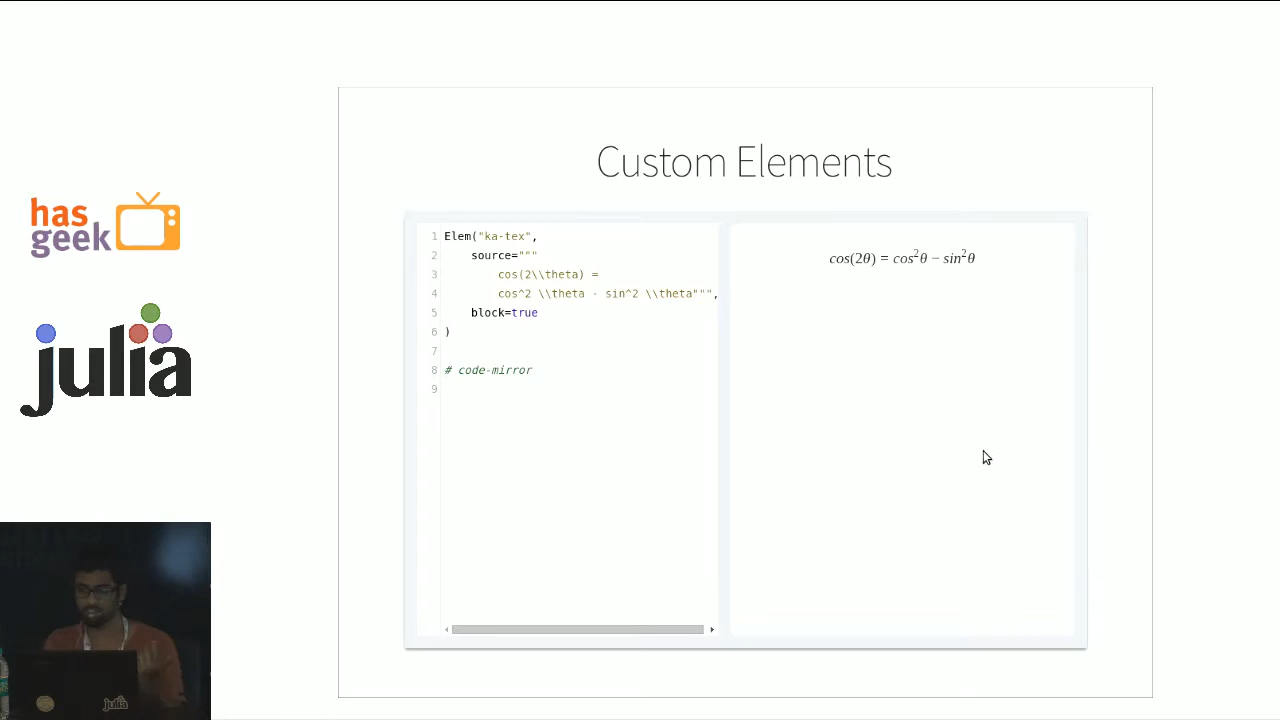 has
geek
julia
Custom Elements
1 Elem("ka-tex",
2     source="""
3         cos(2\\theta) =
4         cos^2 \\theta - sin^2 \\theta""",
5     block=true
6 )
7
8 # code-mirror
9
cos(2θ) = cos²θ − sin²θ
julia